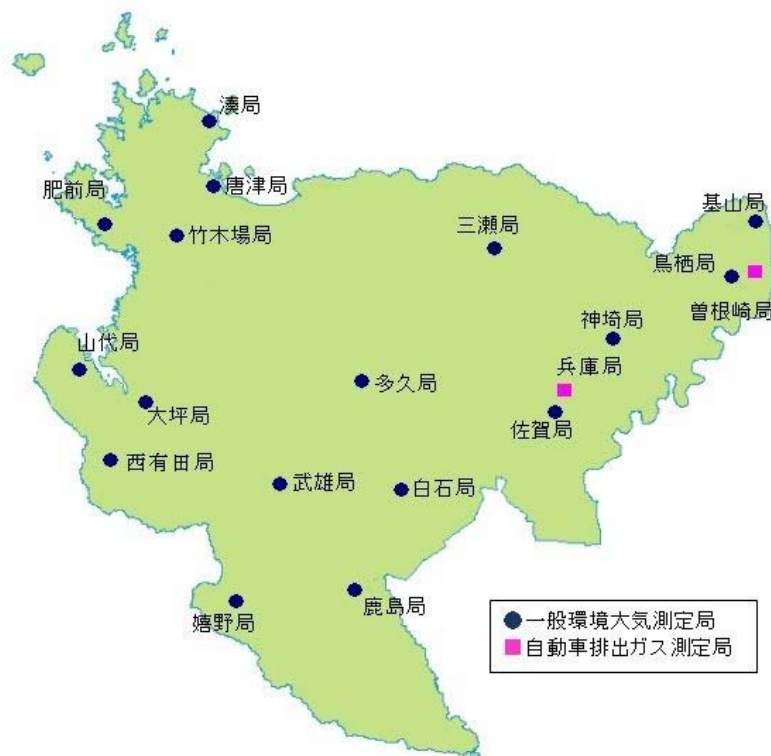 湊局
唐津局
肥前局
竹木場局
三瀬局
基山局
鳥栖局
曽根崎局
神埼局
兵庫局
佐賀局
山代局
大坪局
多久局
西有田局
武雄局
白石局
嬉野局
鹿島局
一般環境大気測定局
自動車排出ガス測定局